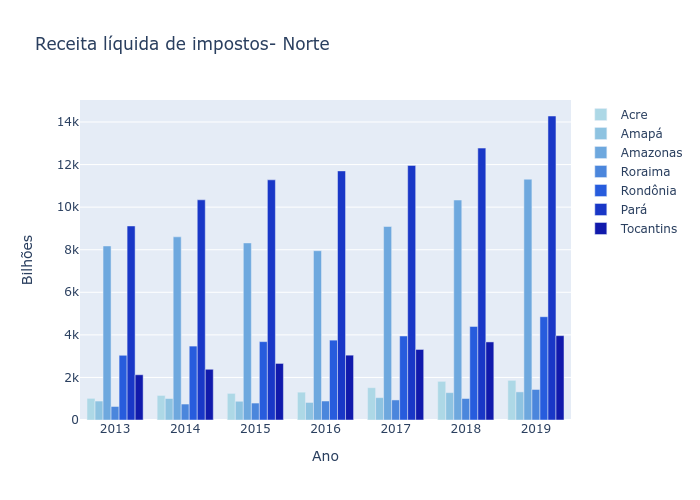 Receita líquida de impostos- Norte
14k
12k
10k
8k
6k
4k
2k
0
Bilhões
2013 2014 2015 2016 2017 2018 2019
Ano
Acre
Amapá
Amazonas
Roraima
Rondônia
Pará
Tocantins